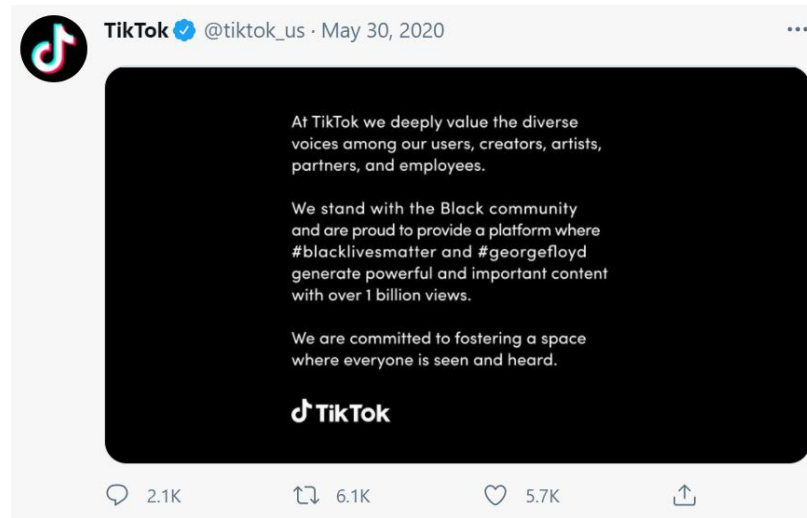 TikTok @tiktok_us · May 30, 2020
At TikTok we deeply value the diverse
voices among our users, creators, artists,
partners, and employees.
We stand with the Black community
and are proud to provide a platform where
#blacklivesmatter and #georgefloyd
generate powerful and important content
with over 1 billion views.
We are committed to fostering a space
where everyone is seen and heard.
TikTok
2.1K 6.1K 5.7K